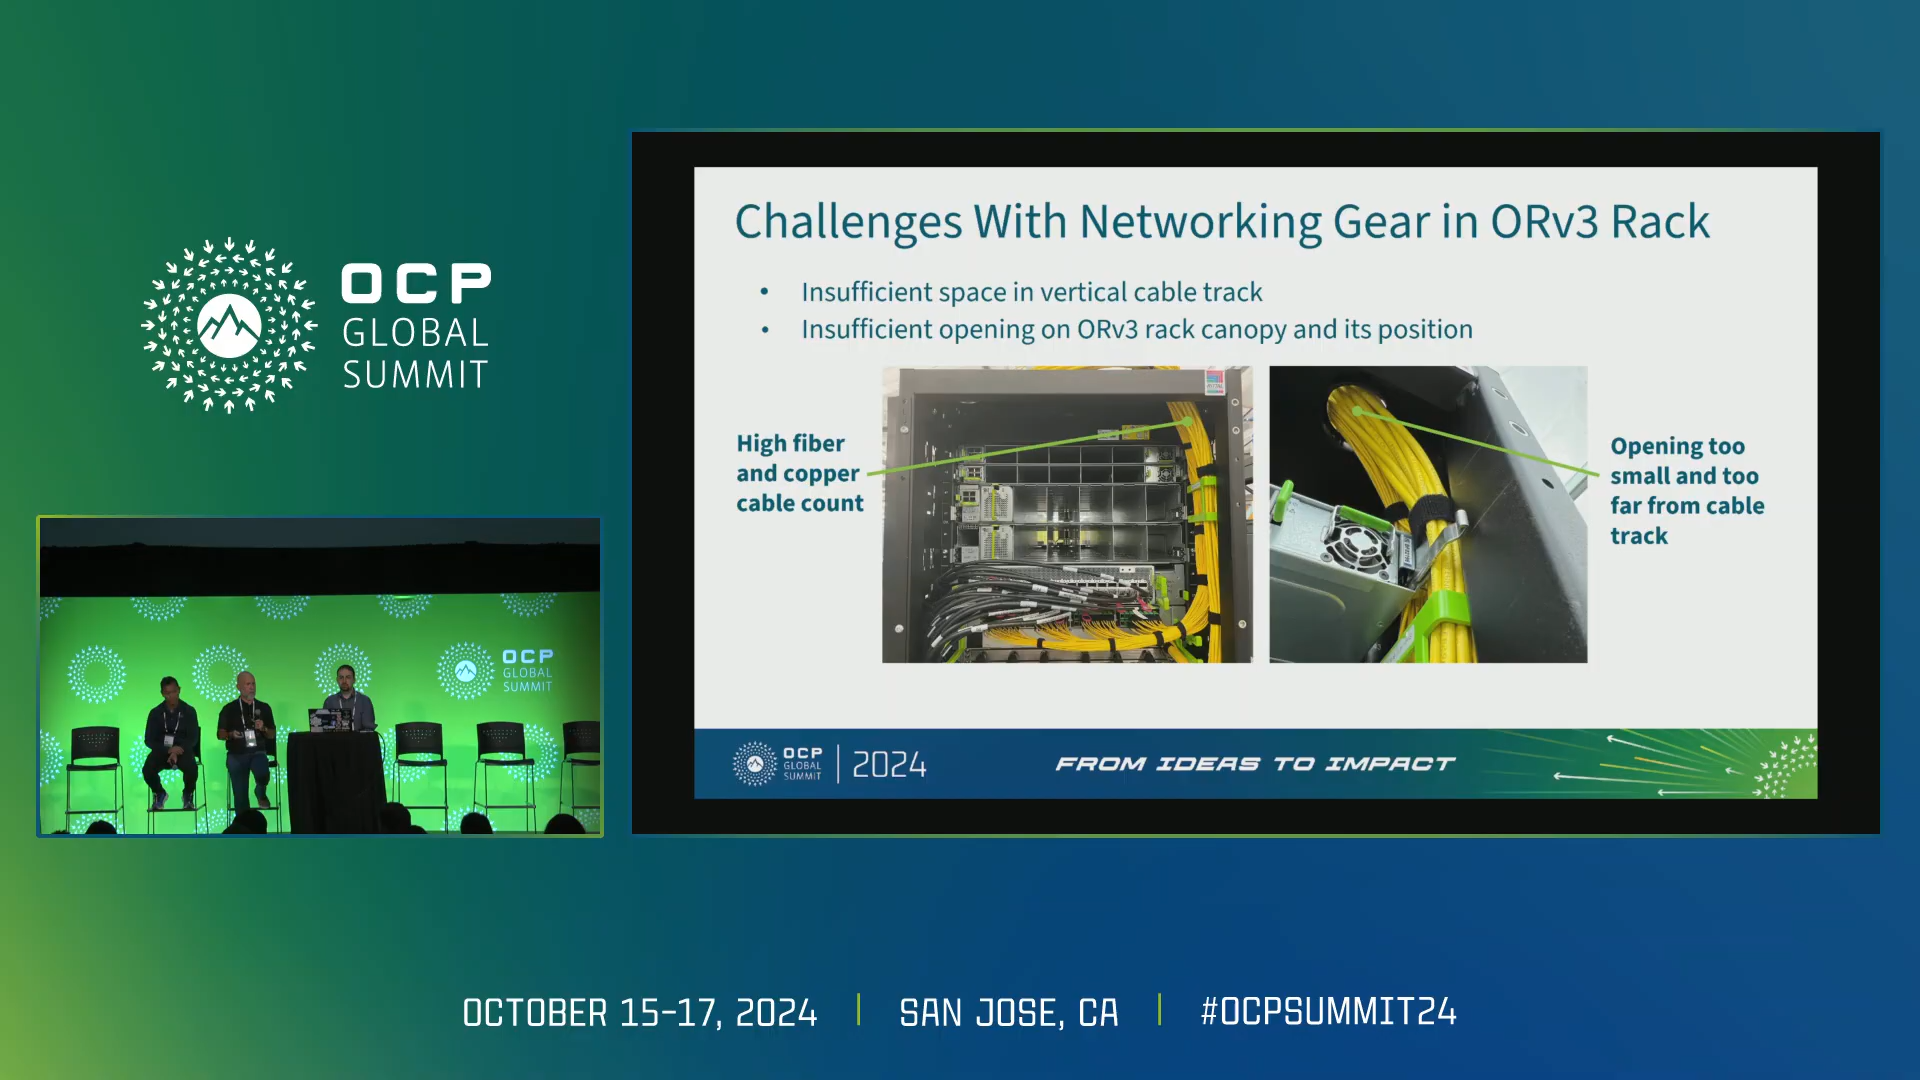 OCP
GLOBAL
SUMMIT
Challenges With Networking Gear in ORv3 Rack
• Insufficient space in vertical cable track
• Insufficient opening on ORv3 rack canopy and its position
High fiber
and copper
cable count
Opening too
small and too
far from cable
track
OCP
GLOBAL
SUMMIT
2024
FROM IDEAS TO IMPACT
OCP
GLOBAL
SUMMIT
OCTOBER 15-17, 2024 | SAN JOSE, CA | #OCPSUMMIT24